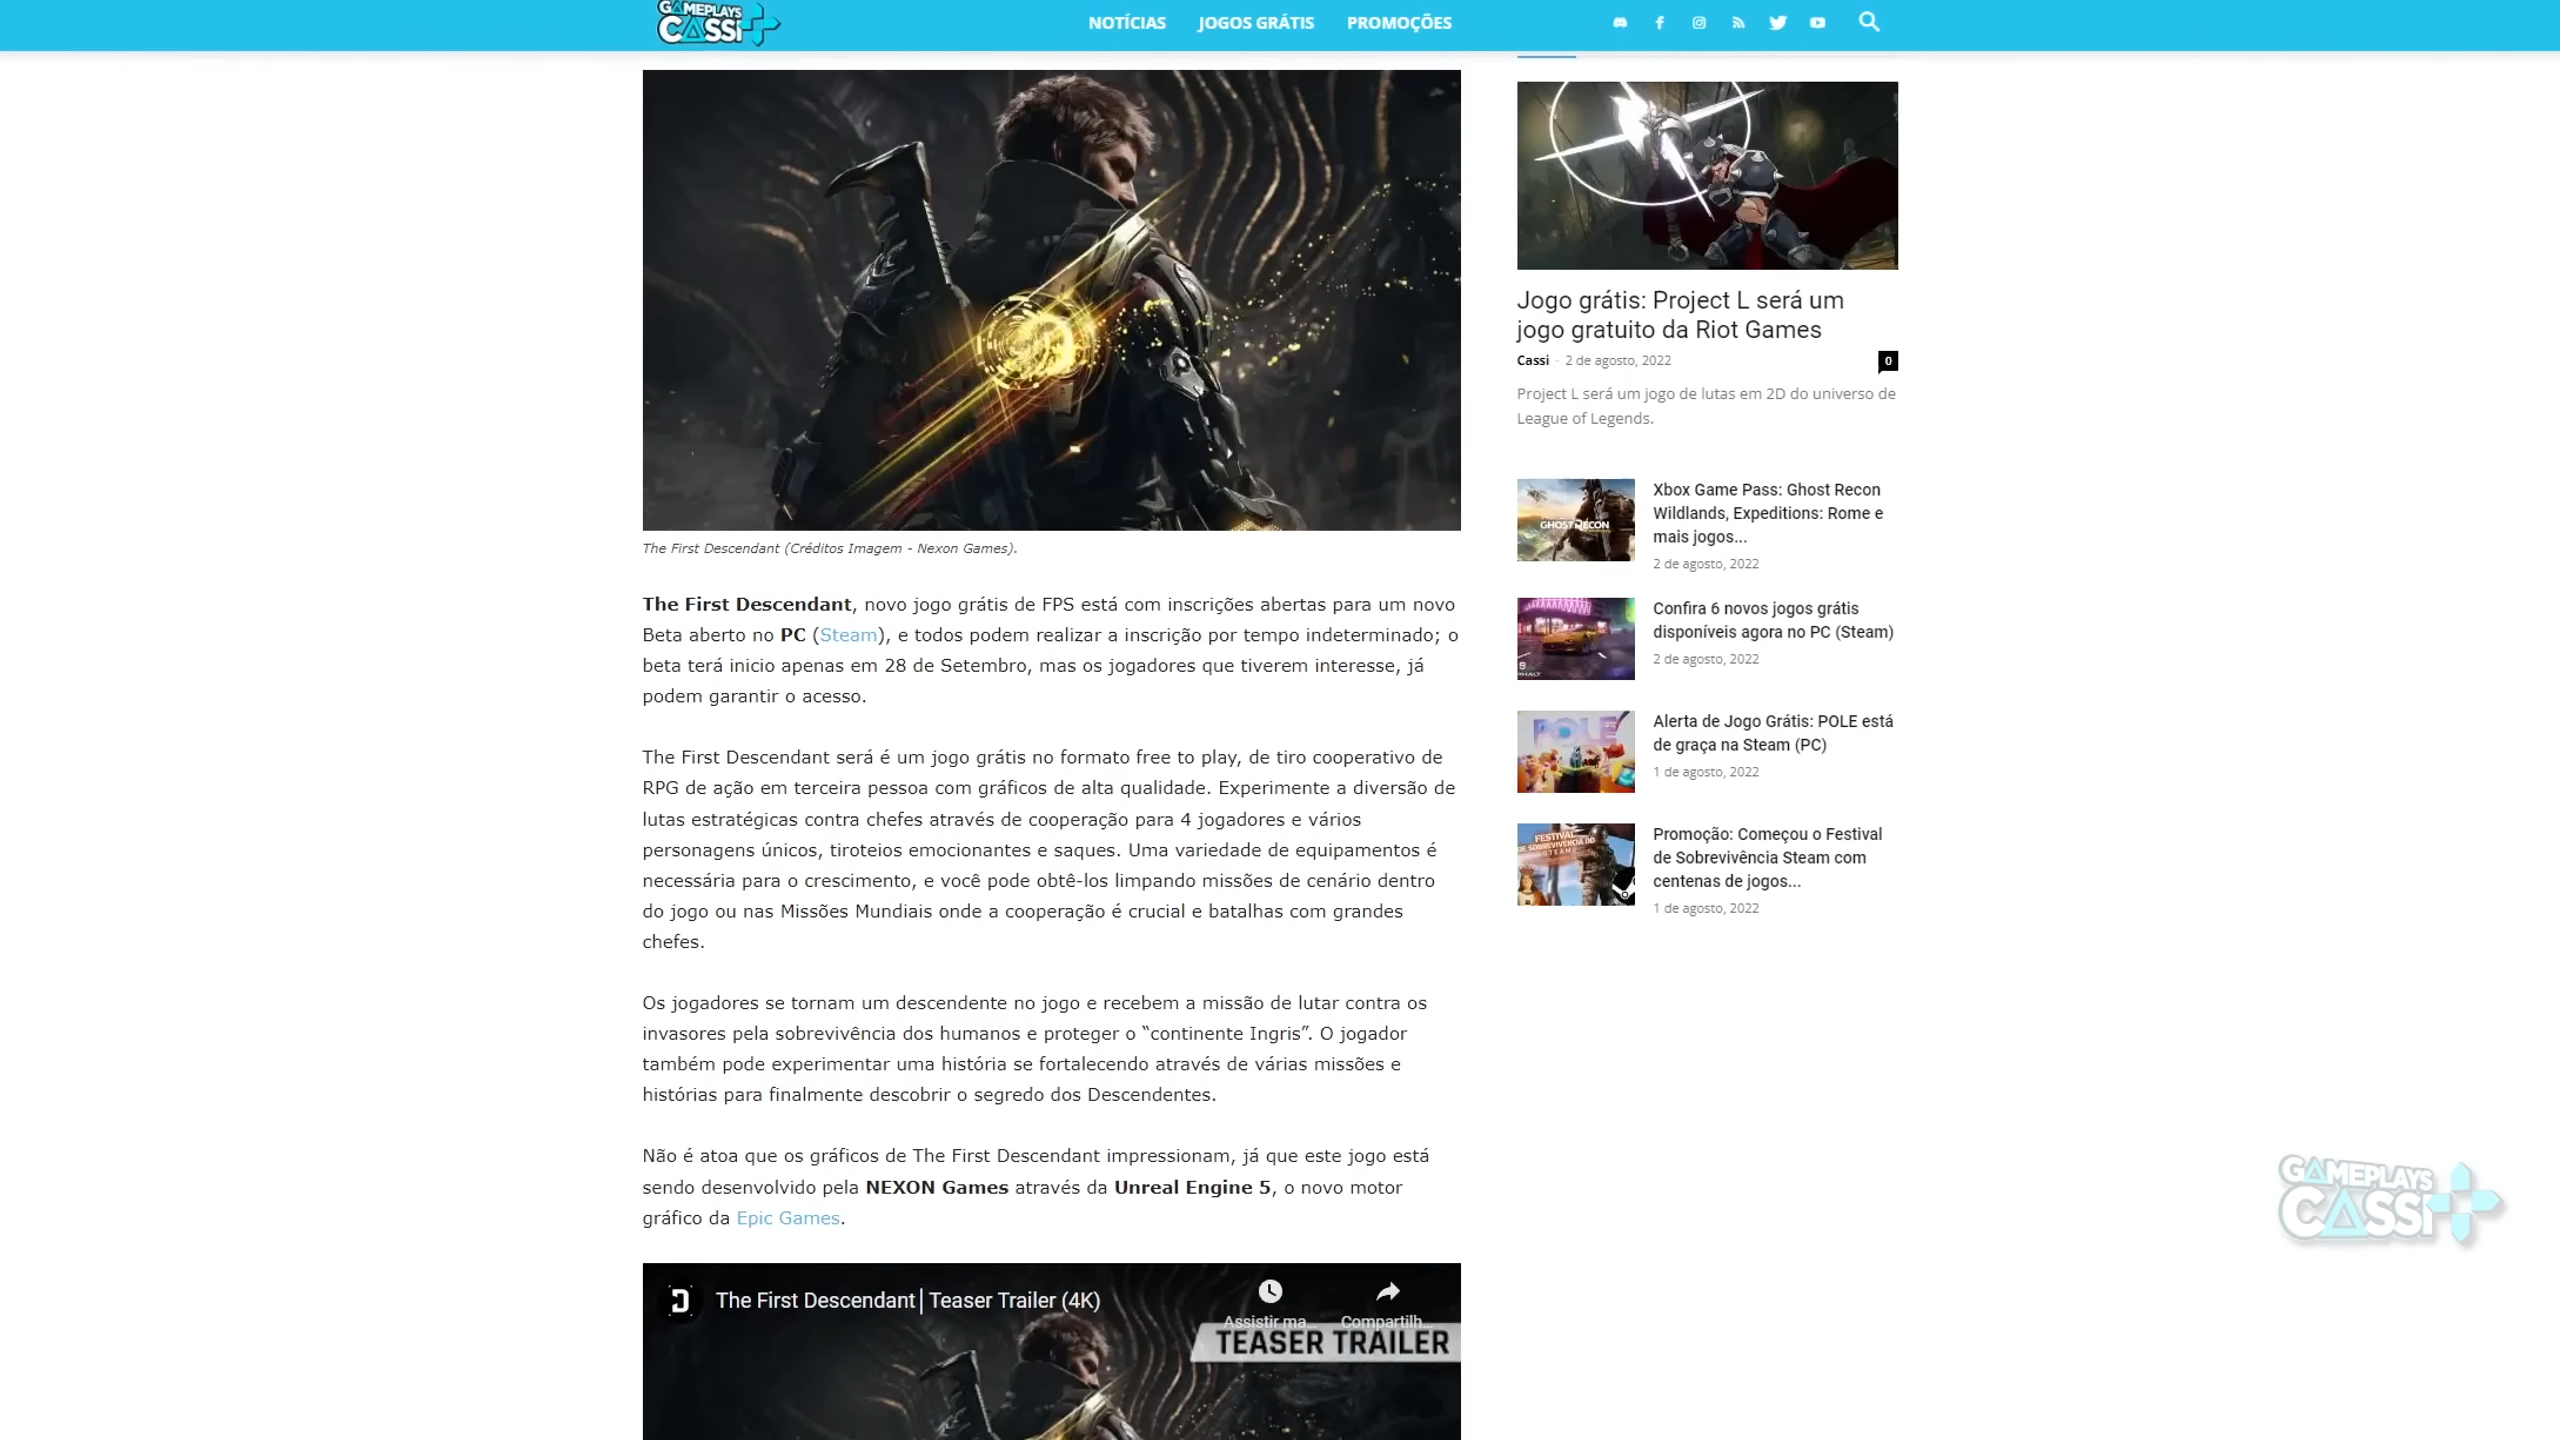 GAMEPLAYS
CASSI
NOTÍCIAS
JOGOS GRÁTIS
PROMOÇÕES
The First Descendant (Créditos Imagem - Nexon Games).
The First Descendant, novo jogo grátis de FPS está com inscrições abertas para um novo
Beta aberto no PC (Steam), e todos podem realizar a inscrição por tempo indeterminado; o
beta terá inicio apenas em 28 de Setembro, mas os jogadores que tiverem interesse, já
podem garantir o acesso.
The First Descendant será é um jogo grátis no formato free to play, de tiro cooperativo de
RPG de ação em terceira pessoa com gráficos de alta qualidade. Experimente a diversão de
lutas estratégicas contra chefes através de cooperação para 4 jogadores e vários
personagens únicos, tiroteios emocionantes e saques. Uma variedade de equipamentos é
necessária para o crescimento, e você pode obtê-los limpando missões de cenário dentro
do jogo ou nas Missões Mundiais onde a cooperação é crucial e batalhas com grandes
chefes.
Os jogadores se tornam um descendente no jogo e recebem a missão de lutar contra os
invasores pela sobrevivência dos humanos e proteger o “continente Ingris”. O jogador
também pode experimentar uma história se fortalecendo através de várias missões e
histórias para finalmente descobrir o segredo dos Descendentes.
Não é atoa que os gráficos de The First Descendant impressionam, já que este jogo está
sendo desenvolvido pela NEXON Games através da Unreal Engine 5, o novo motor
gráfico da Epic Games.
The First Descendant│Teaser Trailer (4K)
Assistir ma...
Compartilh...
TEASER TRAILER
Jogo grátis: Project L será um
jogo gratuito da Riot Games
Cassi - 2 de agosto, 2022
0
Project L será um jogo de lutas em 2D do universo de
League of Legends.
GHOST RECON
Xbox Game Pass: Ghost Recon
Wildlands, Expeditions: Rome e
mais jogos...
2 de agosto, 2022
Confira 6 novos jogos grátis
disponíveis agora no PC (Steam)
2 de agosto, 2022
POLE
Alerta de Jogo Grátis: POLE está
de graça na Steam (PC)
1 de agosto, 2022
FESTIVAL
DE SOBREVIVÊNCIA DO
STEAM
Promoção: Começou o Festival
de Sobrevivência Steam com
centenas de jogos...
1 de agosto, 2022
GAMEPLAYS
CASSI